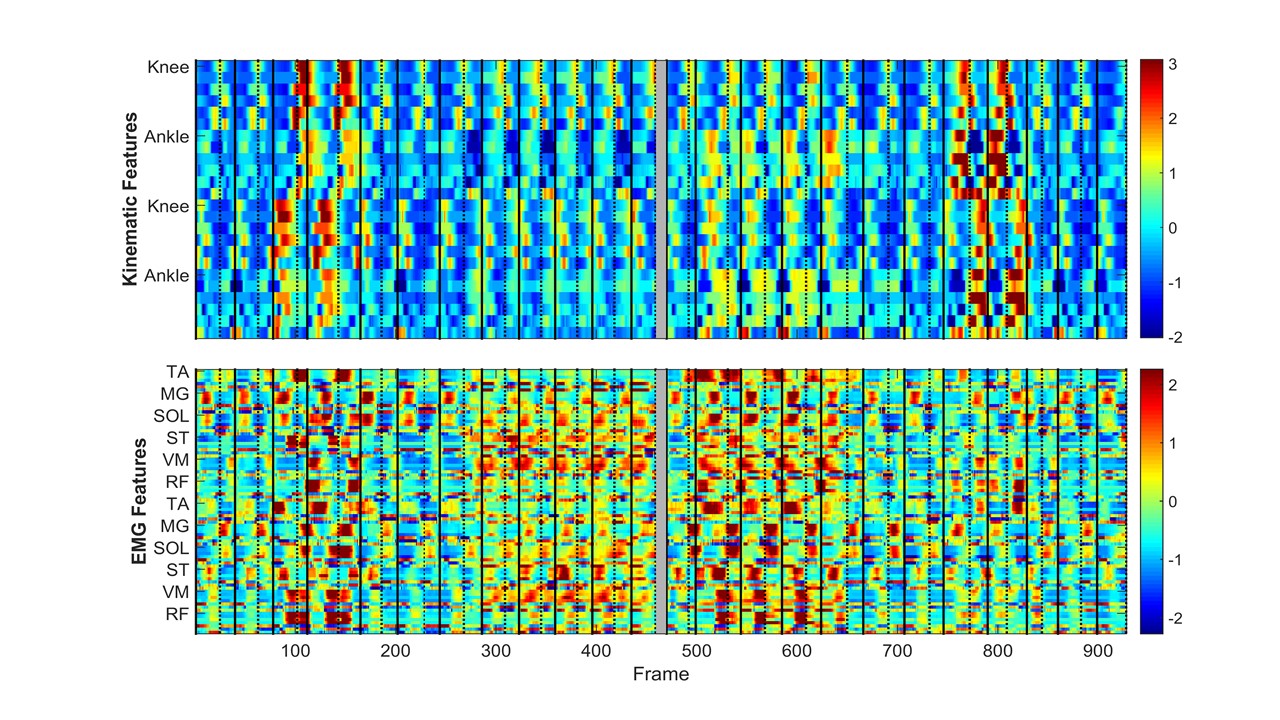 Kinematic Features
Knee
Ankle
Knee
Ankle
3
2
1
0
-1
-2
EMG Features
TA
MG
SOL
ST
VM
RF
TA
MG
SOL
ST
VM
RF
2
1
0
-1
-2
100 200 300 400 500 600 700 800 900
Frame